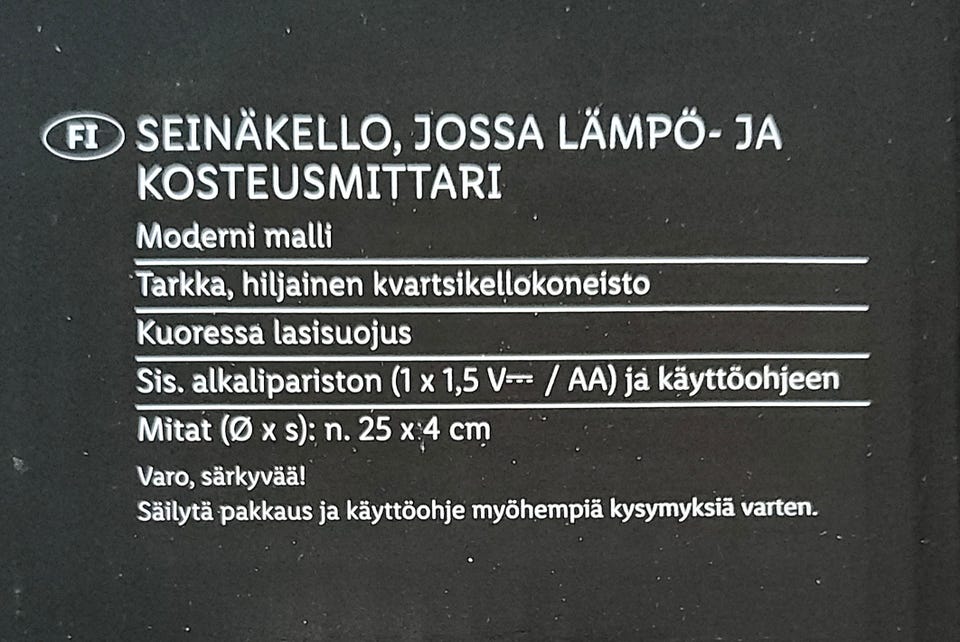 FI SEINÄKELLO, JOSSA LÄMPÖ- JA
KOSTEUSMITTARI
Moderni malli
Tarkka, hiljainen kvartsikellokoneisto
Kuoressa lasisuojus
Sis. alkalipariston (1 x 1,5 V⎓ / AA) ja käyttöohjeen
Mitat (Ø x s): n. 25 x 4 cm
Varo, särkyvää!
Säilytä pakkaus ja käyttöohje myöhempiä kysymyksiä varten.